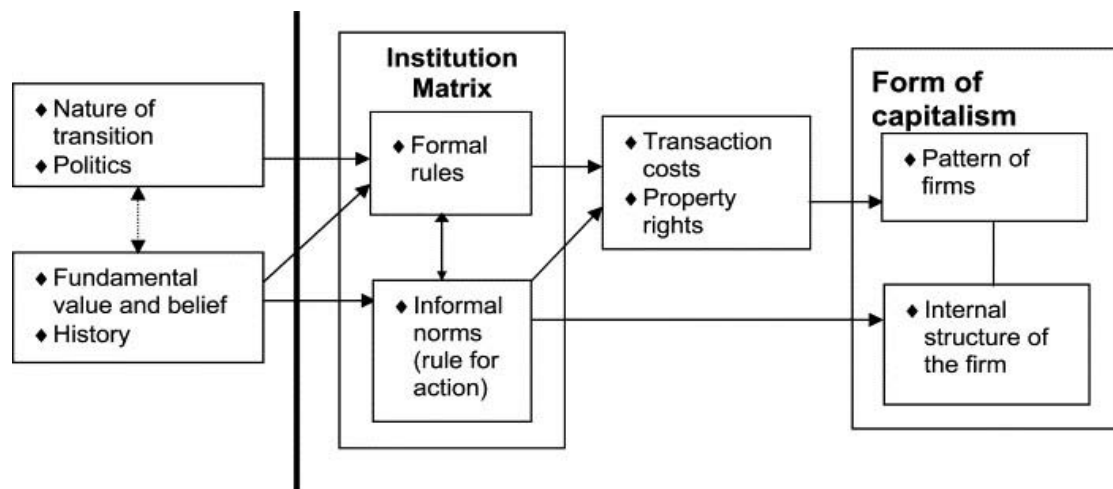 ♦ Nature of
transition
♦ Politics
♦ Fundamental
value and belief
♦ History
Institution
Matrix
♦ Formal
rules
♦ Informal
norms
(rule for
action)
♦ Transaction
costs
♦ Property
rights
Form of
capitalism
♦ Pattern of
firms
♦ Internal
structure of
the firm